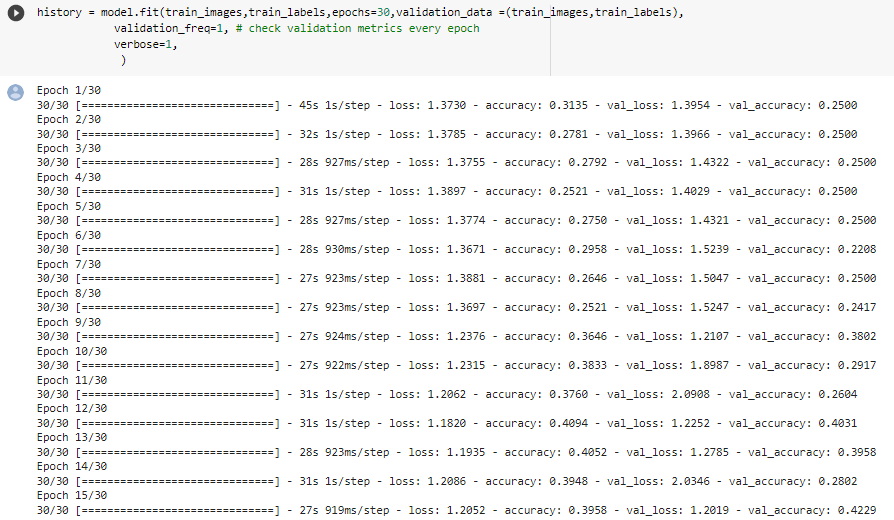 history = model.fit(train_images,train_labels,epochs=30,validation_data =(train_images,train_labels),
validation_freq=1, # check validation metrics every epoch
verbose=1,
)
Epoch 1/30
30/30 [==============================] - 45s 1s/step - loss: 1.3730 - accuracy: 0.3135 - val_loss: 1.3954 - val_accuracy: 0.2500
Epoch 2/30
30/30 [==============================] - 32s 1s/step - loss: 1.3785 - accuracy: 0.2781 - val_loss: 1.3966 - val_accuracy: 0.2500
Epoch 3/30
30/30 [==============================] - 28s 927ms/step - loss: 1.3755 - accuracy: 0.2792 - val_loss: 1.4322 - val_accuracy: 0.2500
Epoch 4/30
30/30 [==============================] - 31s 1s/step - loss: 1.3897 - accuracy: 0.2521 - val_loss: 1.4029 - val_accuracy: 0.2500
Epoch 5/30
30/30 [==============================] - 28s 927ms/step - loss: 1.3774 - accuracy: 0.2750 - val_loss: 1.4321 - val_accuracy: 0.2500
Epoch 6/30
30/30 [==============================] - 28s 930ms/step - loss: 1.3671 - accuracy: 0.2958 - val_loss: 1.5239 - val_accuracy: 0.2208
Epoch 7/30
30/30 [==============================] - 27s 923ms/step - loss: 1.3881 - accuracy: 0.2646 - val_loss: 1.5047 - val_accuracy: 0.2500
Epoch 8/30
30/30 [==============================] - 27s 923ms/step - loss: 1.3697 - accuracy: 0.2521 - val_loss: 1.5247 - val_accuracy: 0.2417
Epoch 9/30
30/30 [==============================] - 27s 924ms/step - loss: 1.2376 - accuracy: 0.3646 - val_loss: 1.2107 - val_accuracy: 0.3802
Epoch 10/30
30/30 [==============================] - 27s 922ms/step - loss: 1.2315 - accuracy: 0.3833 - val_loss: 1.8987 - val_accuracy: 0.2917
Epoch 11/30
30/30 [==============================] - 31s 1s/step - loss: 1.2062 - accuracy: 0.3760 - val_loss: 2.0908 - val_accuracy: 0.2604
Epoch 12/30
30/30 [==============================] - 31s 1s/step - loss: 1.1820 - accuracy: 0.4094 - val_loss: 1.2252 - val_accuracy: 0.4031
Epoch 13/30
30/30 [==============================] - 28s 923ms/step - loss: 1.1935 - accuracy: 0.4052 - val_loss: 1.2785 - val_accuracy: 0.3958
Epoch 14/30
30/30 [==============================] - 31s 1s/step - loss: 1.2086 - accuracy: 0.3948 - val_loss: 2.0346 - val_accuracy: 0.2802
Epoch 15/30
30/30 [==============================] - 27s 919ms/step - loss: 1.2052 - accuracy: 0.3958 - val_loss: 1.2019 - val_accuracy: 0.4229